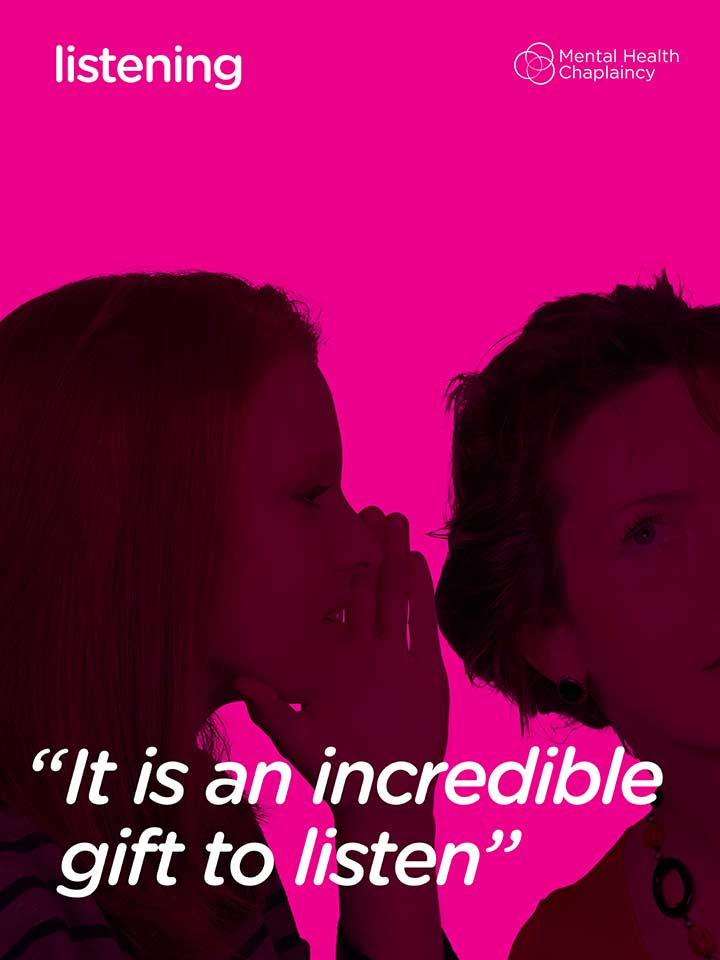 listening
Mental Health
Chaplaincy
“It is an incredible
gift to listen”